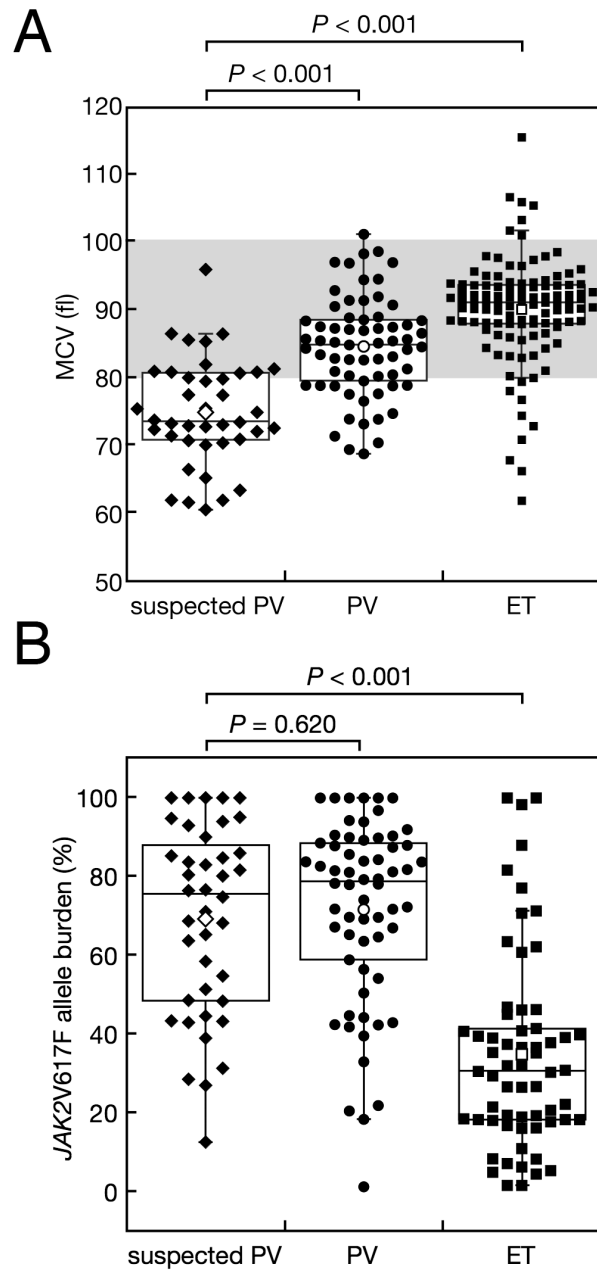 A
P < 0.001
P < 0.001
120
110
100
90
80
70
60
50
MCV (fl)
suspected PV PV ET
B
P < 0.001
P = 0.620
100
80
60
40
20
0
JAK2V617F allele burden (%)
suspected PV PV ET